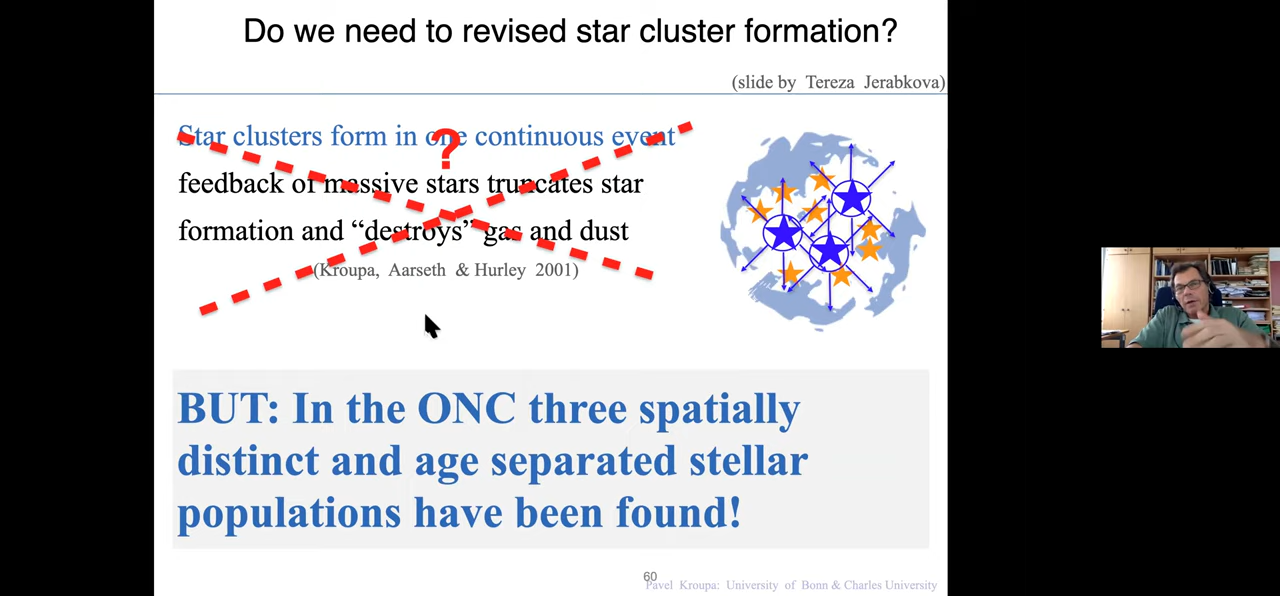 Do we need to revised star cluster formation?
(slide by Tereza Jerabkova)
Star clusters form in one continuous event
?
feedback of massive stars truncates star
formation and “destroys” gas and dust
(Kroupa, Aarseth & Hurley 2001)
BUT: In the ONC three spatially
distinct and age separated stellar
populations have been found!
60
Pavel Kroupa: University of Bonn & Charles University